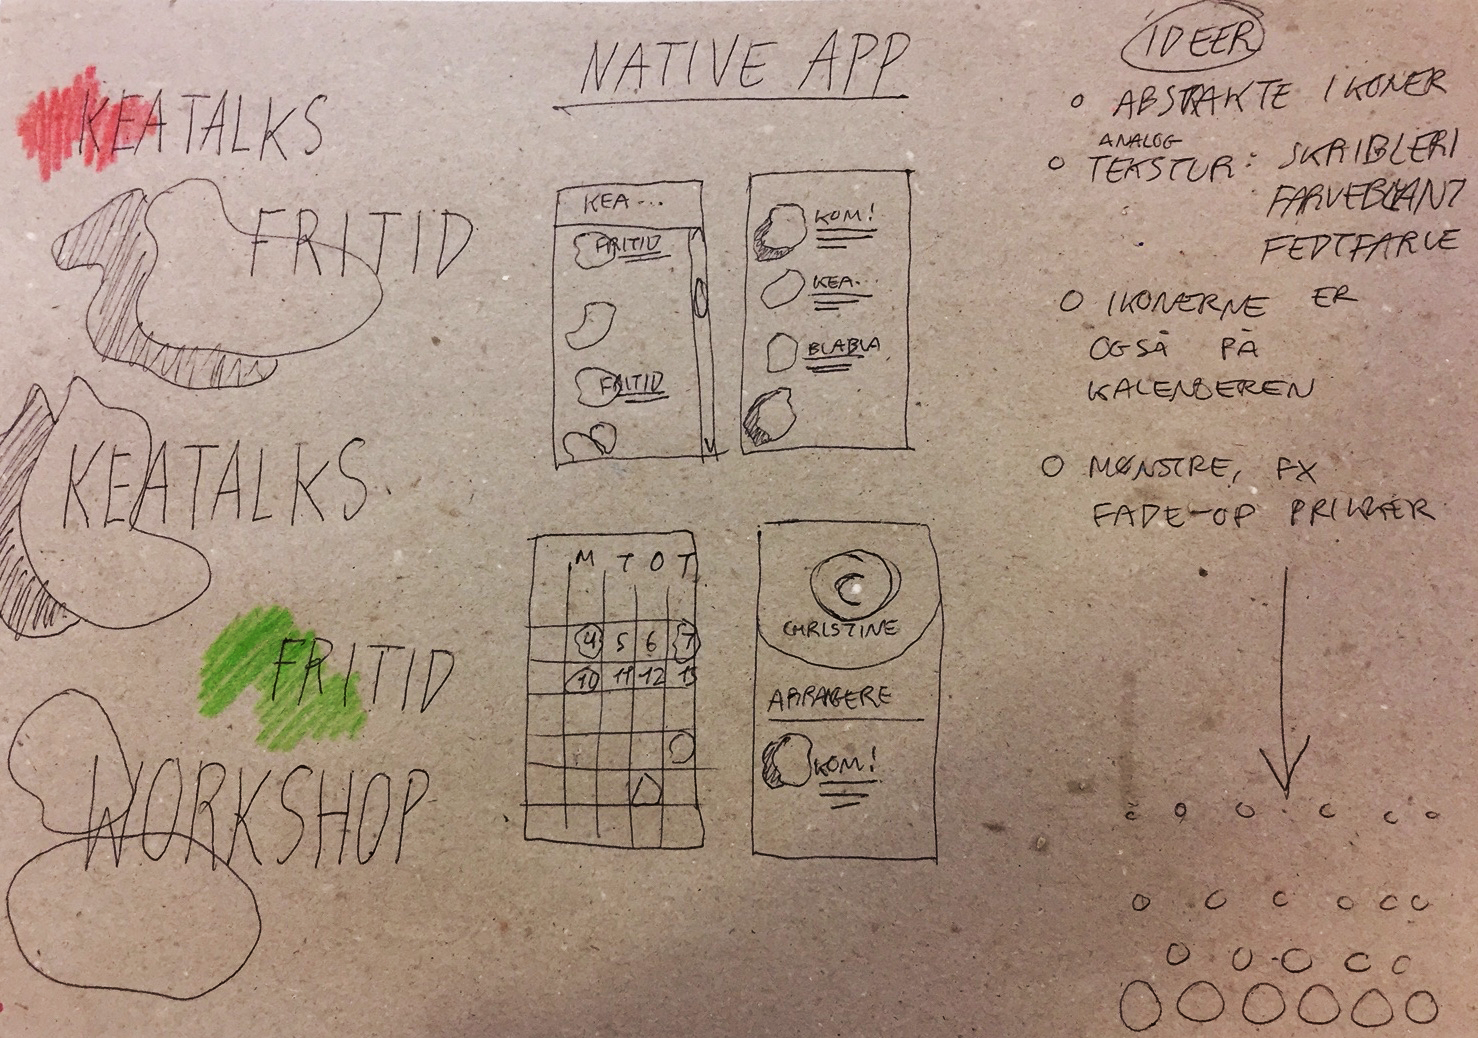 NATIVE APP
KEATALKS
FRITID
KEATALKS
FRITID
WORKSHOP
KEA...
FRITID
FRITID
KOM!
KEA...
BLABLA
M T O T
4 5 6 7
10 11 12 13
C
CHRISTINE
KOM!
IDEER
ABSTRAKTE IKONER
ANALOG
TEKSTUR: SKRIBLERI
FARVEBLYANT
FEDTFARVE
IKONERNE ER
OGSÅ PÅ
KALENDEREN
MØNSTRE, FX
FADE-OP PRIKKER